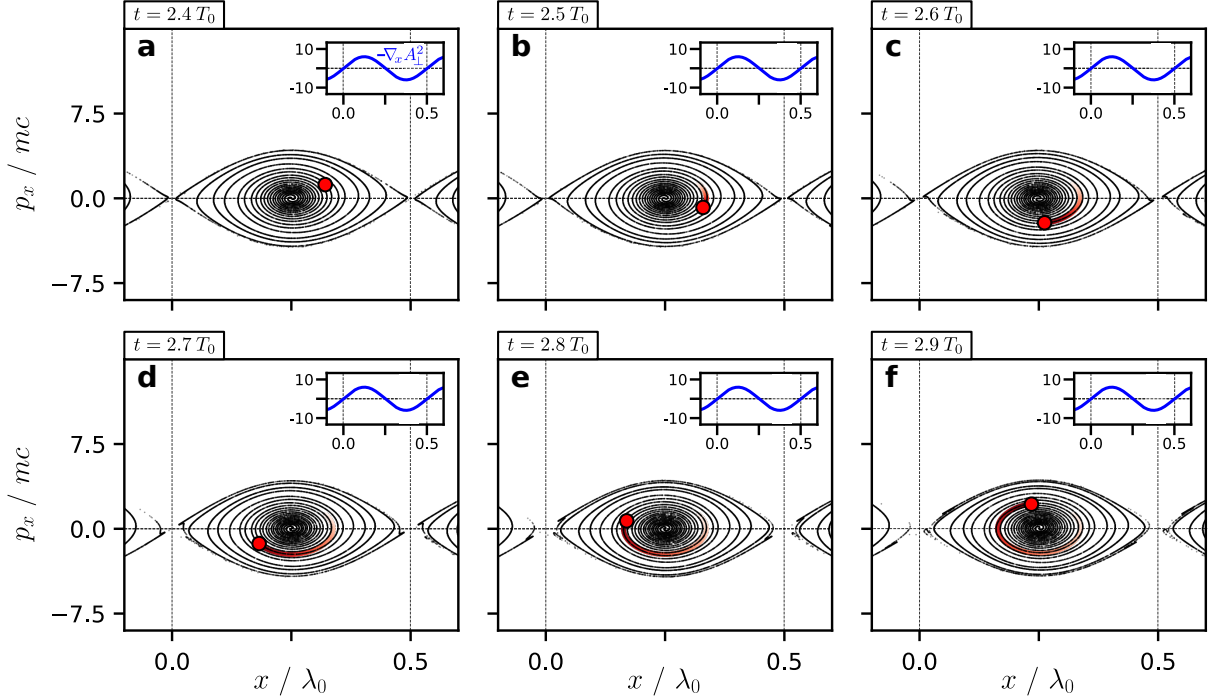 t = 2.4 T₀
t = 2.5 T₀
t = 2.6 T₀
a
10
-10
−∇ₓA²⊥
0.0
0.5
b
10
-10
0.0
0.5
c
10
-10
0.0
0.5
7.5
0.0
−7.5
pₓ / mc
t = 2.7 T₀
t = 2.8 T₀
t = 2.9 T₀
d
10
-10
0.0
0.5
e
10
-10
0.0
0.5
f
10
-10
0.0
0.5
7.5
0.0
−7.5
pₓ / mc
0.0
0.5
0.0
0.5
0.0
0.5
x / λ₀
x / λ₀
x / λ₀